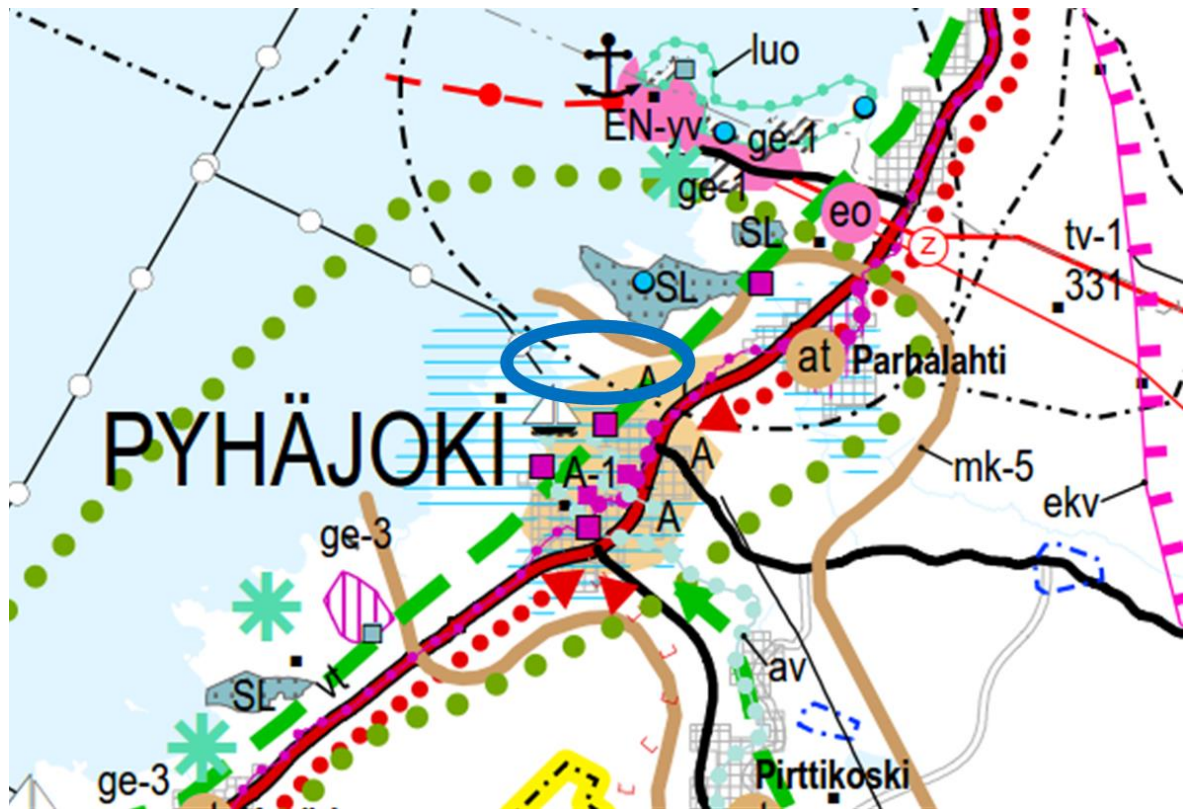 luo
EN-yv
ge-1
ge-1
eo
SL
tv-1
z
331
SL
A
at
Parhalahti
PYHÄJOKI
A
mk-5
A-1
ekv
A
ge-3
av
SL
vt
Pirttikoski
ge-3